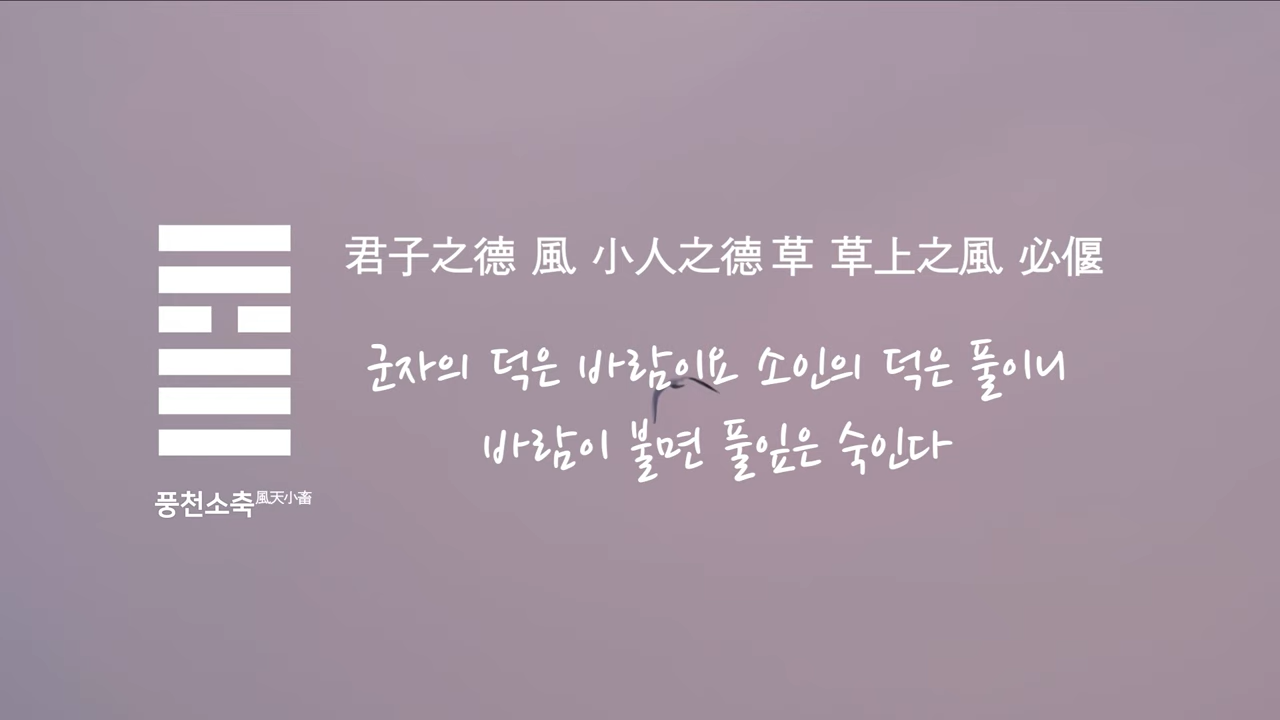 君子之德 風 小人之德 草 草上之風 必偃
군자의 덕은 바람이요 소인의 덕은 풀이니
바람이 불면 풀잎은 숙인다
풍천소축風天小畜